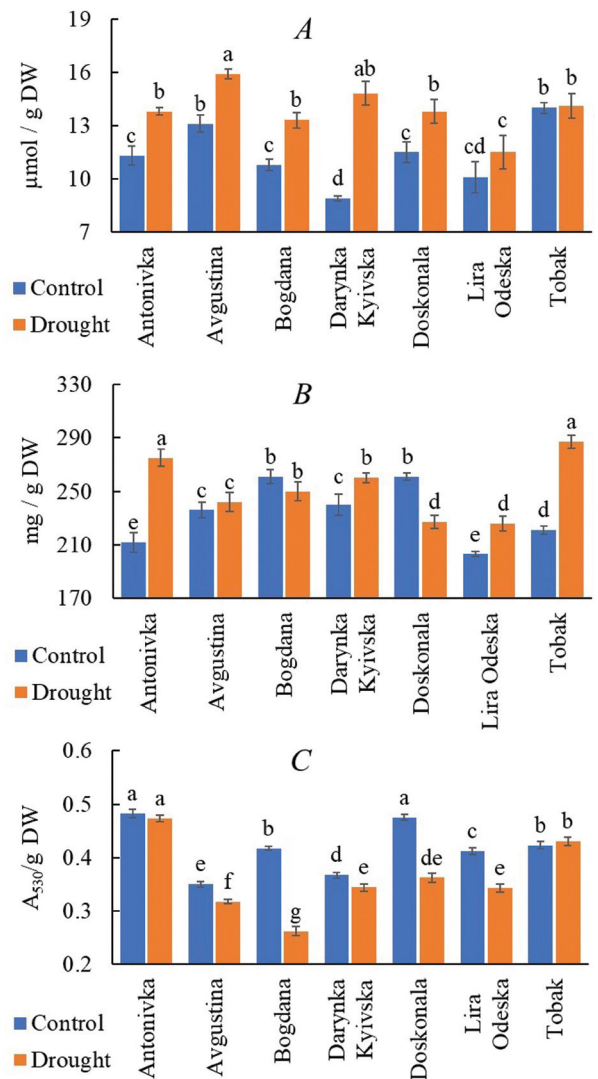 A
19
16
13
10
7
μmol / g DW
c b b a c b d ab c b cd c b b
Antonivka
Avgustina
Bogdana
Darynka
Kyivska
Doskonala
Lira
Odeska
Tobak
Control
Drought
B
330
290
250
210
170
mg / g DW
e a c c b b c b b d e d d a
Antonivka
Avgustina
Bogdana
Darynka
Kyivska
Doskonala
Lira Odeska
Tobak
Control
Drought
C
0.6
0.5
0.4
0.3
0.2
A₅₃₀/g DW
a a e f b g d e a de c e b b
Antonivka
Avgustina
Bogdana
Darynka
Kyivska
Doskonala
Lira
Odeska
Tobak
Control
Drought